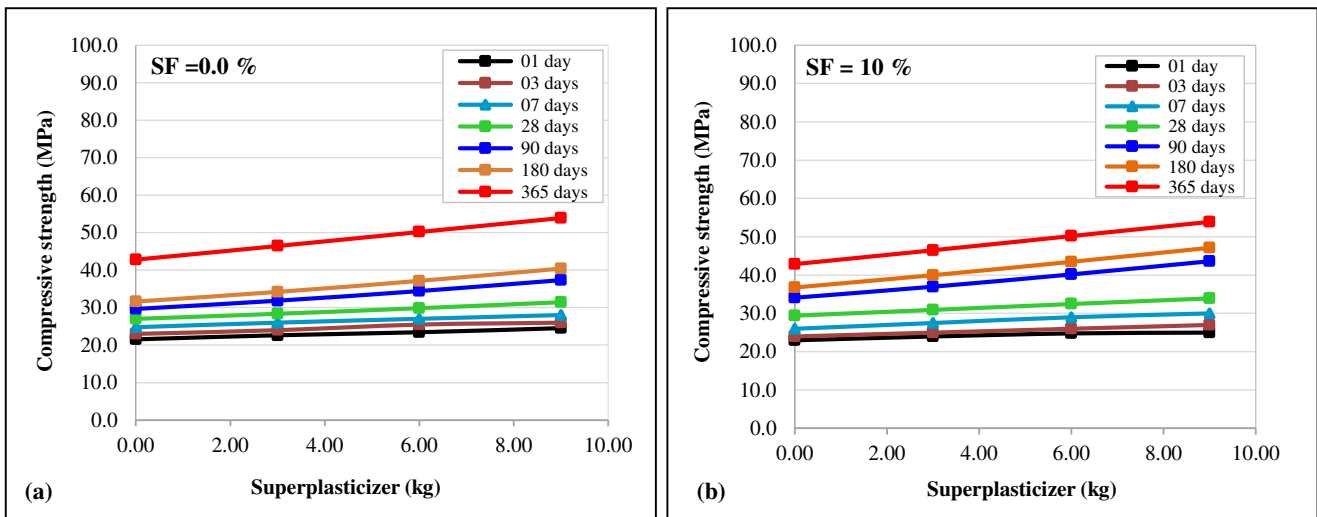 SF =0.0 %
01 day
03 days
07 days
28 days
90 days
180 days
365 days
Compressive strength (MPa)
100.0
90.0
80.0
70.0
60.0
50.0
40.0
30.0
20.0
10.0
0.0
0.00 2.00 4.00 6.00 8.00 10.00
Superplasticizer (kg)
(a)
SF = 10 %
01 day
03 days
07 days
28 days
90 days
180 days
365 days
Compressive strength (MPa)
100.0
90.0
80.0
70.0
60.0
50.0
40.0
30.0
20.0
10.0
0.0
0.00 2.00 4.00 6.00 8.00 10.00
Superplasticizer (kg)
(b)